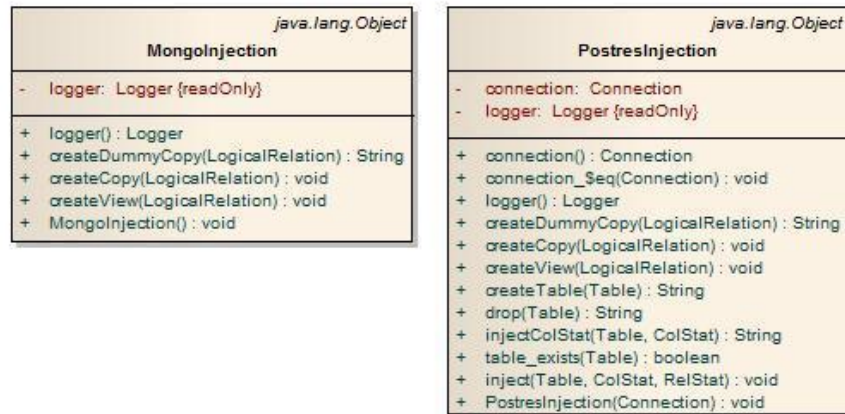 java.lang.Object
MongoInjection
- logger: Logger {readOnly}
+ logger() : Logger
+ createDummyCopy(LogicalRelation) : String
+ createCopy(LogicalRelation) : void
+ createView(LogicalRelation) : void
+ MongoInjection() : void
java.lang.Object
PostresInjection
- connection: Connection
- logger: Logger {readOnly}
+ connection() : Connection
+ connection_$eq(Connection) : void
+ logger() : Logger
+ createDummyCopy(LogicalRelation) : String
+ createCopy(LogicalRelation) : void
+ createView(LogicalRelation) : void
+ createTable(Table) : String
+ drop(Table) : String
+ injectColStat(Table, ColStat) : String
+ table_exists(Table) : boolean
+ inject(Table, ColStat, RelStat) : void
+ PostresInjection(Connection) : void